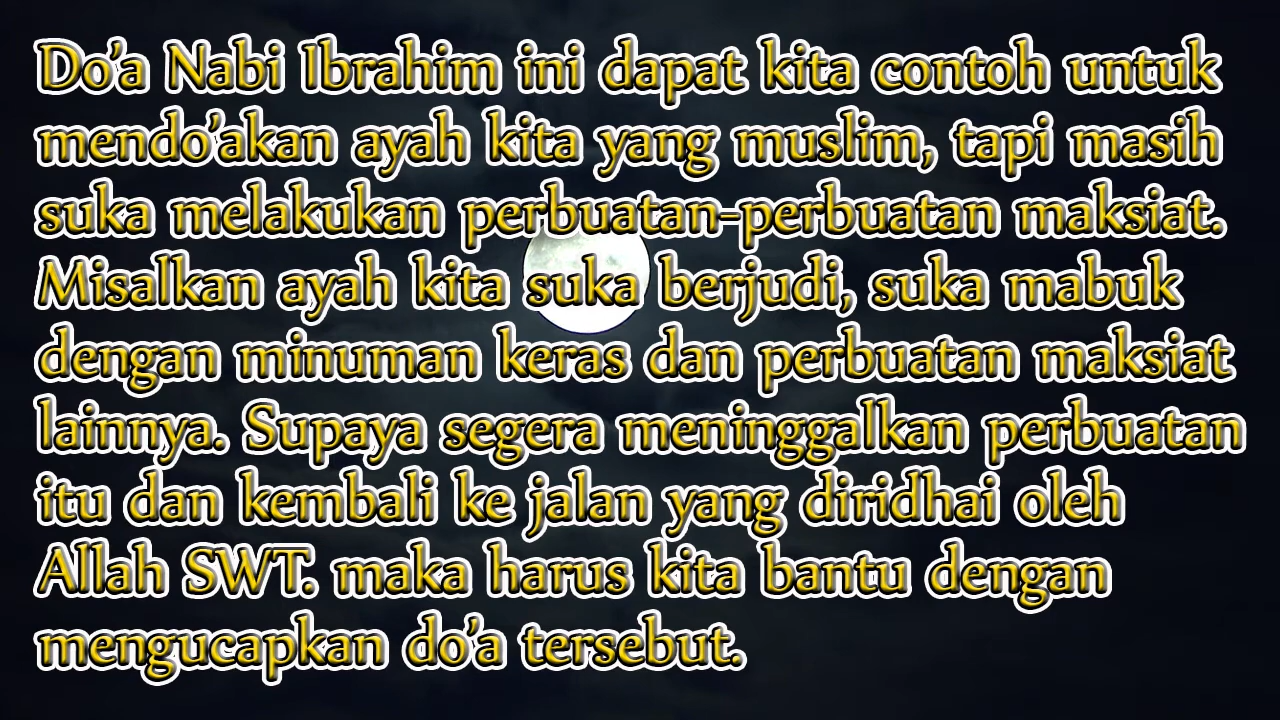 Do'a Nabi Ibrahim ini dapat kita contoh untuk
mendo'akan ayah kita yang muslim, tapi masih
suka melakukan perbuatan-perbuatan maksiat.
Misalkan ayah kita suka berjudi, suka mabuk
dengan minuman keras dan perbuatan maksiat
lainnya. Supaya segera meninggalkan perbuatan
itu dan kembali ke jalan yang diridhai oleh
Allah SWT. maka harus kita bantu dengan
mengucapkan do'a tersebut.